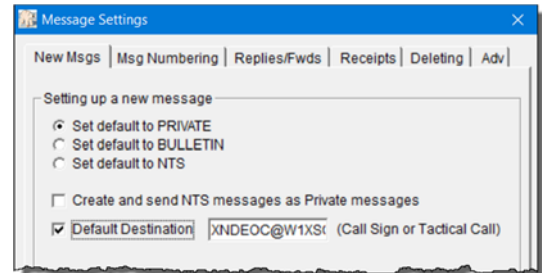 Message Settings
New Msgs Msg Numbering Replies/Fwds Receipts Deleting Adv
Setting up a new message
Set default to PRIVATE
Set default to BULLETIN
Set default to NTS
Create and send NTS messages as Private messages
Default Destination XNDEOC@W1XS (Call Sign or Tactical Call)